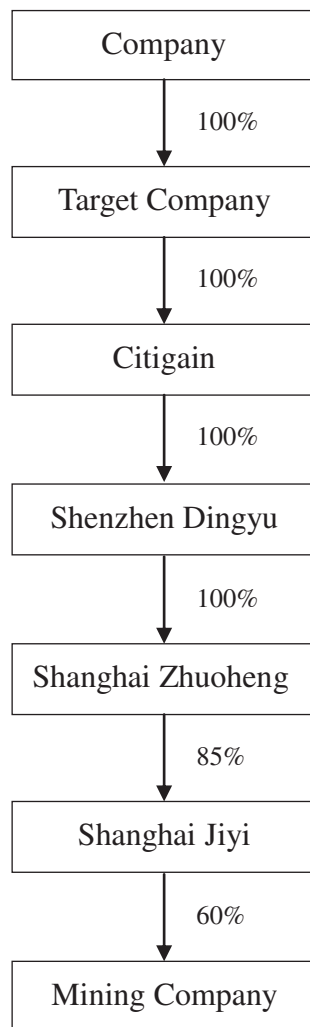 Company
100%
Target Company
100%
Citigain
100%
Shenzhen Dingyu
100%
Shanghai Zhuoheng
85%
Shanghai Jiyi
60%
Mining Company